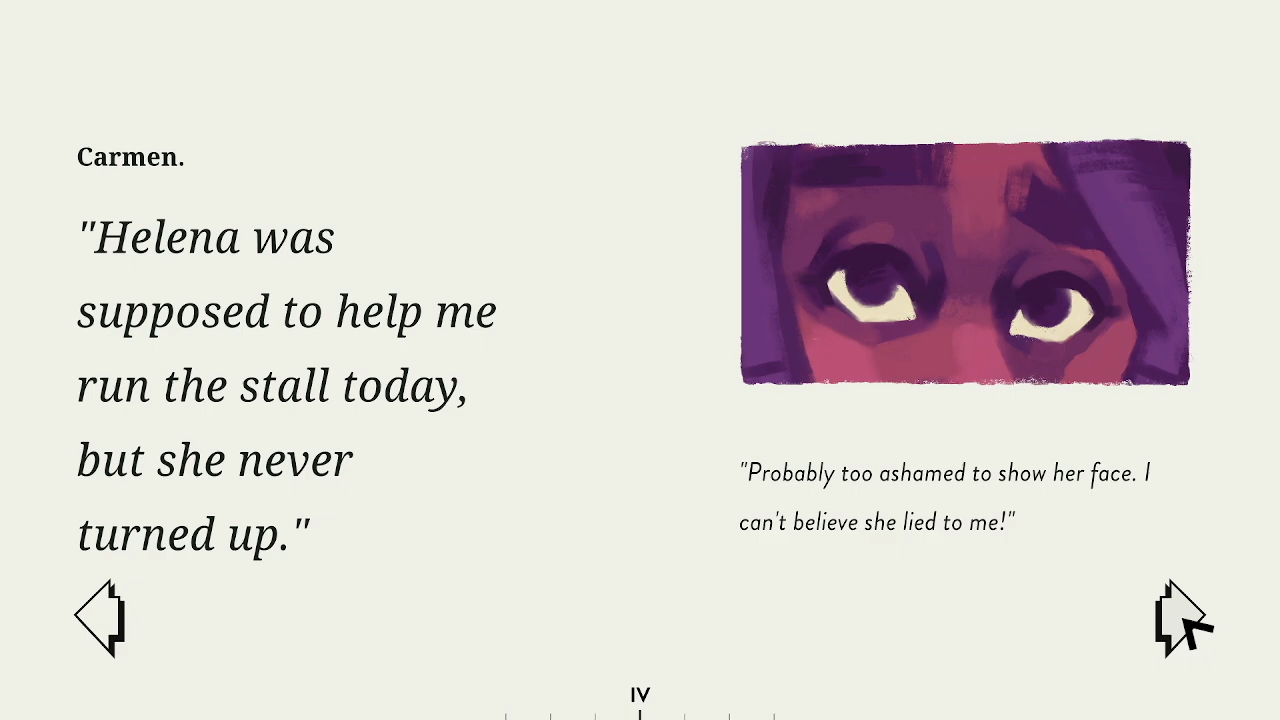 Carmen.
"Helena was
supposed to help me
run the stall today,
but she never
turned up."
"Probably too ashamed to show her face. I
can't believe she lied to me!"
IV